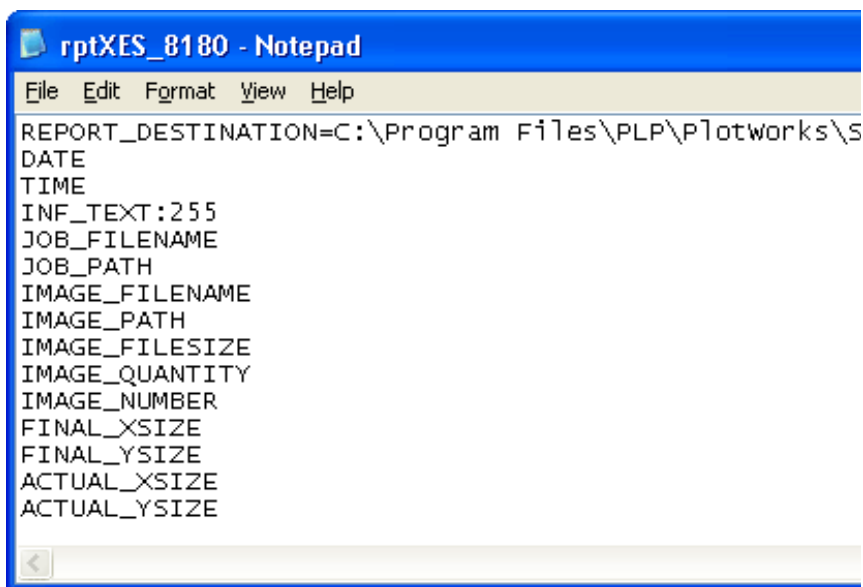 rptXES_8180 - Notepad
File Edit Format View Help
REPORT_DESTINATION=C:\Program Files\PLP\PlotWorks\S
DATE
TIME
INF_TEXT:255
JOB_FILENAME
JOB_PATH
IMAGE_FILENAME
IMAGE_PATH
IMAGE_FILESIZE
IMAGE_QUANTITY
IMAGE_NUMBER
FINAL_XSIZE
FINAL_YSIZE
ACTUAL_XSIZE
ACTUAL_YSIZE